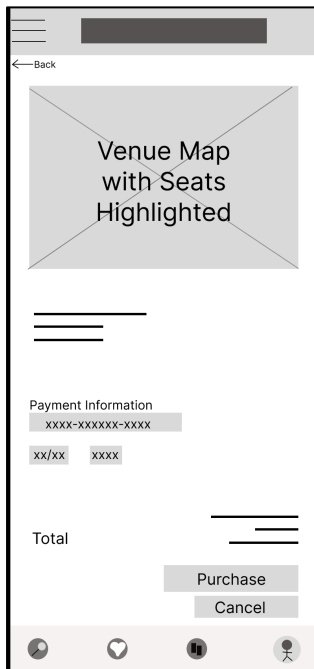 Back
Venue Map
with Seats
Highlighted
Payment Information
xxxx-xxxxxx-xxxx
xx/xx xxxx
Total
Purchase
Cancel